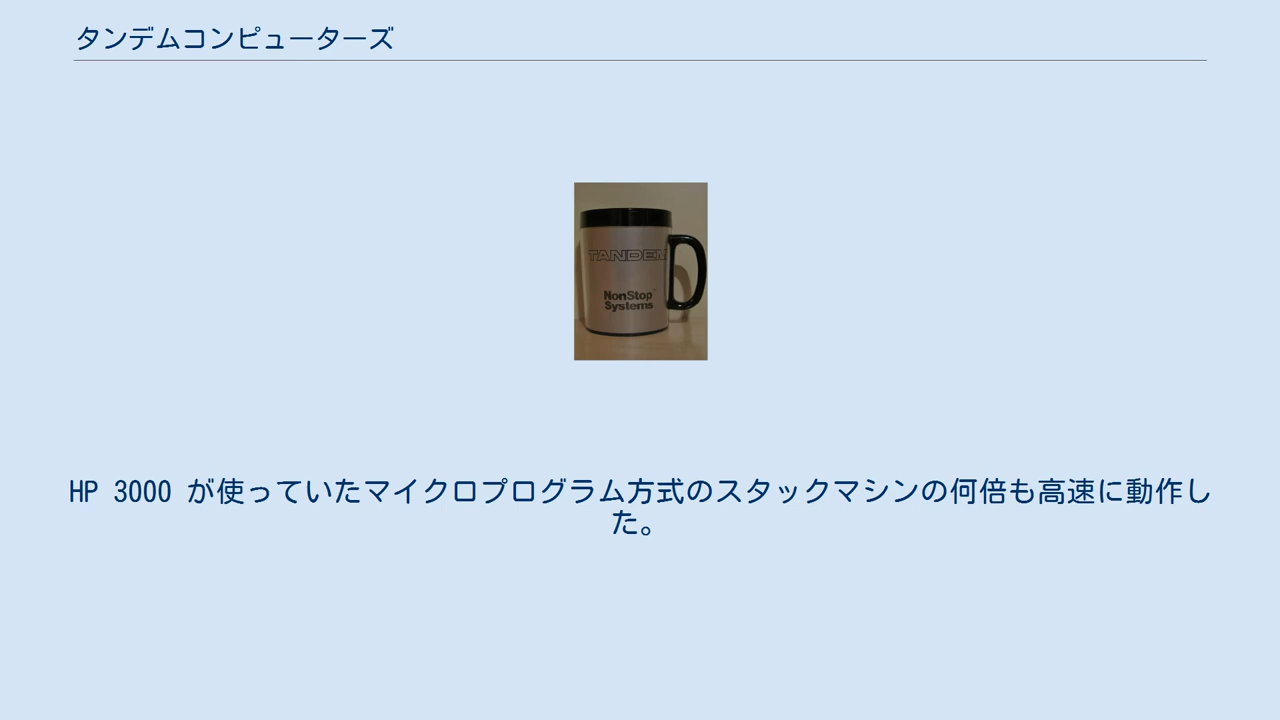 タンデムコンピューターズ
TANDEM
NonStop
Systems
HP 3000 が使っていたマイクロプログラム方式のスタックマシンの何倍も高速に動作し
た。